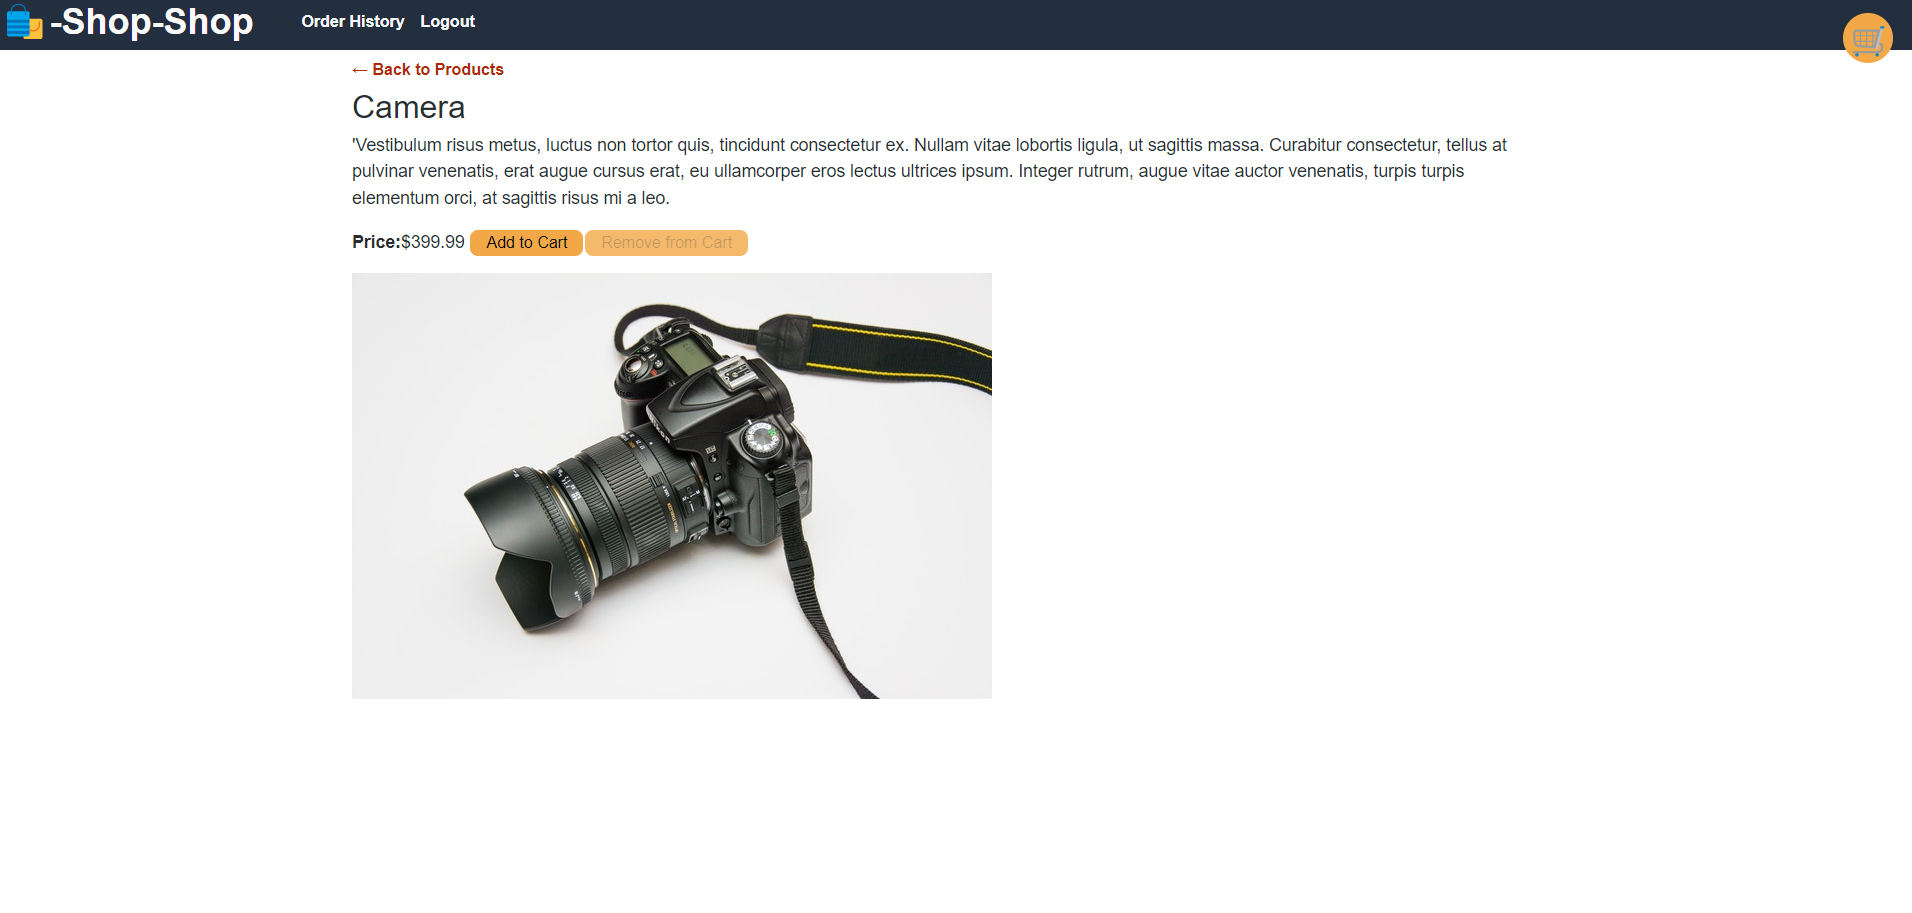 -Shop-Shop
Order History Logout
← Back to Products
Camera
'Vestibulum risus metus, luctus non tortor quis, tincidunt consectetur ex. Nullam vitae lobortis ligula, ut sagittis massa. Curabitur consectetur, tellus at
pulvinar venenatis, erat augue cursus erat, eu ullamcorper eros lectus ultrices ipsum. Integer rutrum, augue vitae auctor venenatis, turpis turpis
elementum orci, at sagittis risus mi a leo.
Price:$399.99 Add to Cart Remove from Cart